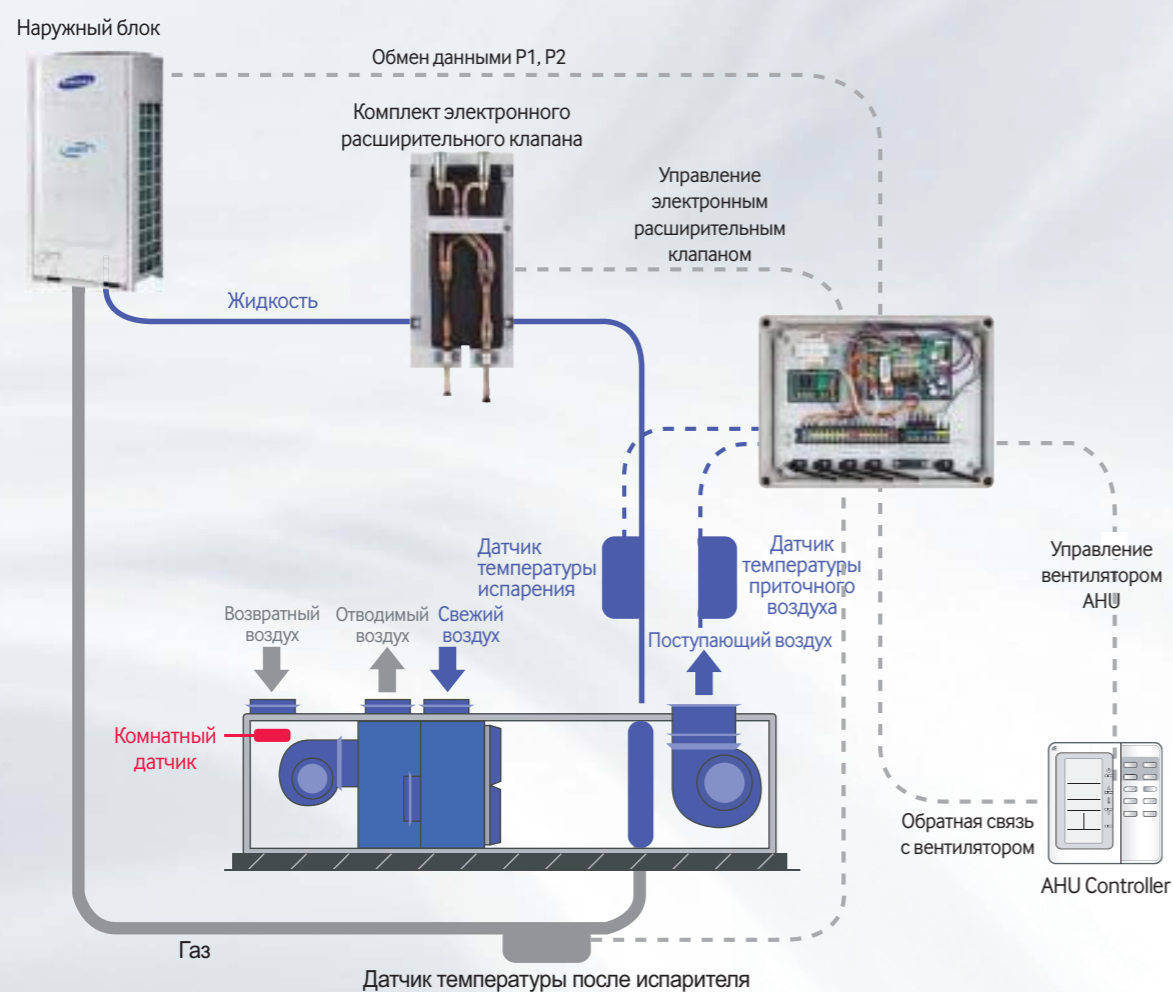 Наружный блок
Обмен данными P1, P2
SAMSUNG
Комплект электронного
расширительного клапана
Управление
электронным
расширительным
клапаном
Жидкость
Датчик
температуры
испарения
Датчик
температуры
приточного
воздуха
Управление
вентилятором
AHU
Возвратный
воздух
Отводимый
воздух
Свежий
воздух
Поступающий воздух
Комнатный
датчик
Обратная связь
с вентилятором
AHU Controller
Газ
Датчик температуры после испарителя